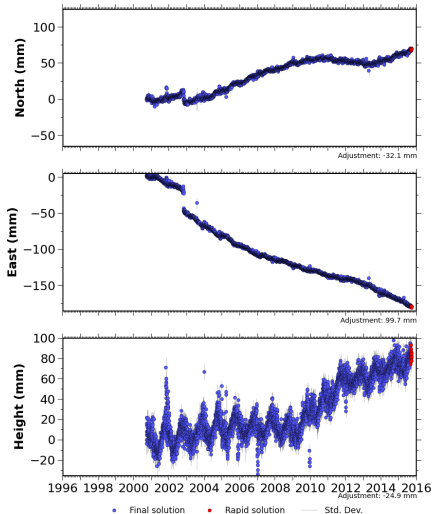 100
50
0
−50
North (mm)
Adjustment: -32.1 mm
0
−50
−100
−150
East (mm)
Adjustment: 99.7 mm
100
80
60
40
20
0
−20
Height (mm)
1996 1998 2000 2002 2004 2006 2008 2010 2012 2014 2016
Adjustment: -24.9 mm
Final solution Rapid solution Std. Dev.